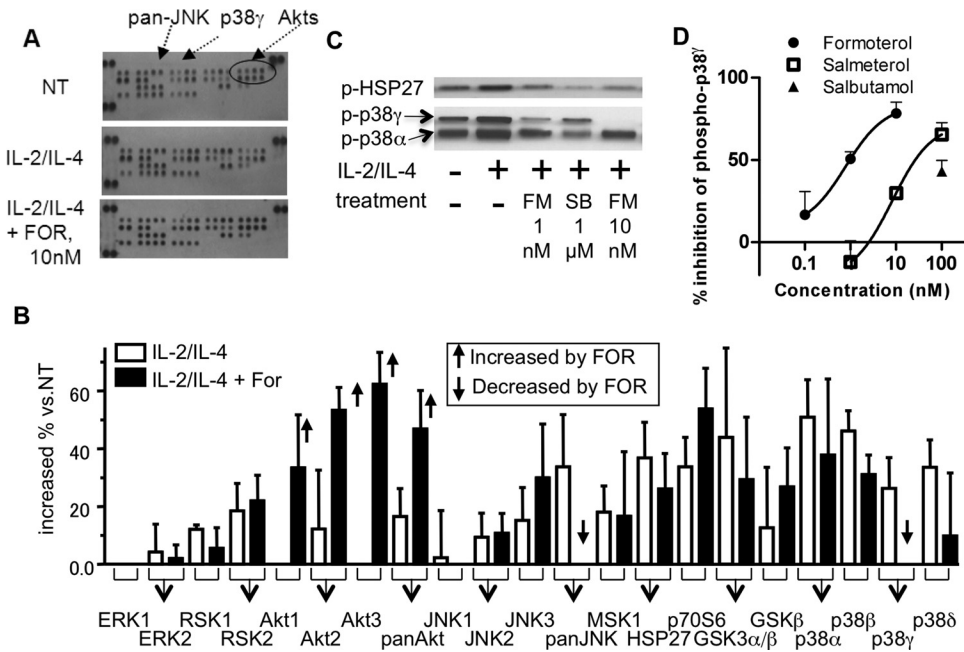 A
pan-JNK p38γ Akts
NT
IL-2/IL-4
IL-2/IL-4
+ FOR,
10nM
C
p-HSP27
p-p38γ
p-p38α
IL-2/IL-4 - + + + +
treatment - - FM SB FM
1 1 10
nM µM nM
D
Formoterol
Salmeterol
Salbutamol
% inhibition of phospho-p38γ
100
50
0
0.1 10 100
Concentration (nM)
B
IL-2/IL-4
IL-2/IL-4 + For
Increased by FOR
Decreased by FOR
increased % vs.NT
60
40
20
0.0
ERK1 RSK1 Akt1 Akt3 JNK1 JNK3 MSK1 p70S6 GSKβ p38β p38δ
ERK2 RSK2 Akt2 panAkt JNK2 panJNK HSP27 GSK3α/β p38α p38γ